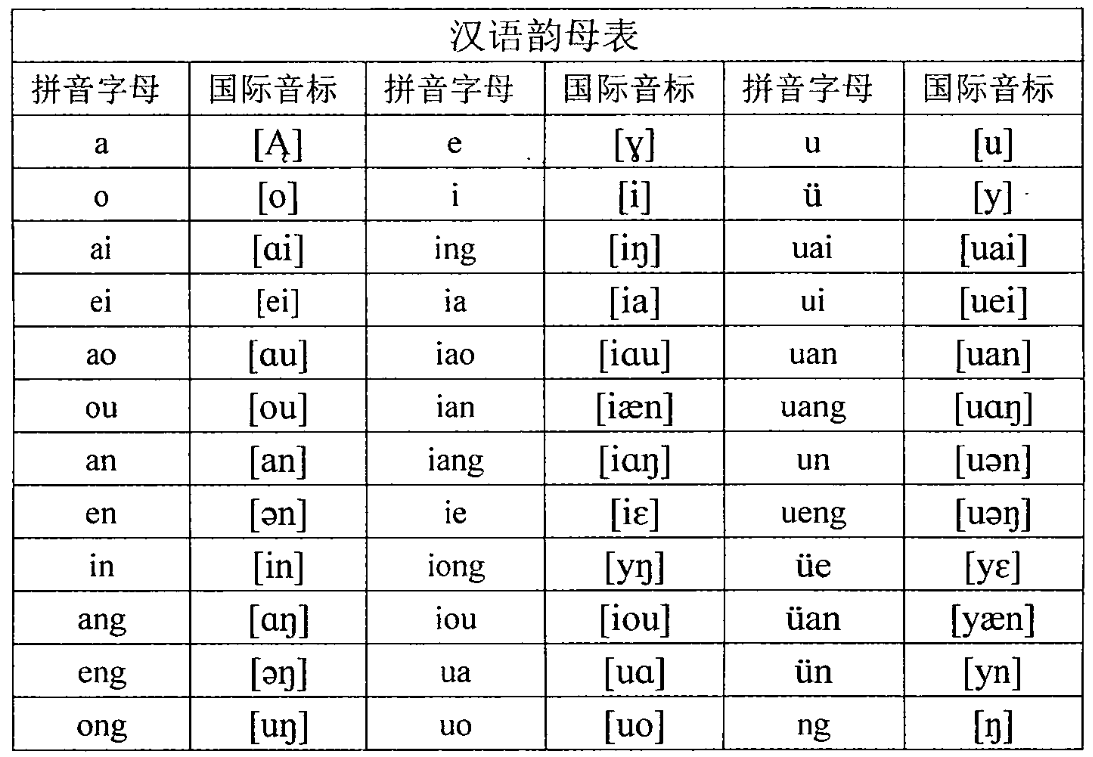 汉语韵母表
拼音字母 国际音标 拼音字母 国际音标 拼音字母 国际音标
a [Ą] e [ɣ] u [u]
o [o] i [i] ü [y]
ai [ɑi] ing [iŋ] uai [uai]
ei [ei] ia [ia] ui [uei]
ao [ɑu] iao [iɑu] uan [uan]
ou [ou] ian [iæn] uang [uɑŋ]
an [an] iang [iɑŋ] un [uən]
en [ən] ie [iɛ] ueng [uəŋ]
in [in] iong [yŋ] üe [yɛ]
ang [ɑŋ] iou [iou] üan [yæn]
eng [əŋ] ua [uɑ] ün [yn]
ong [uŋ] uo [uo] ng [ŋ]